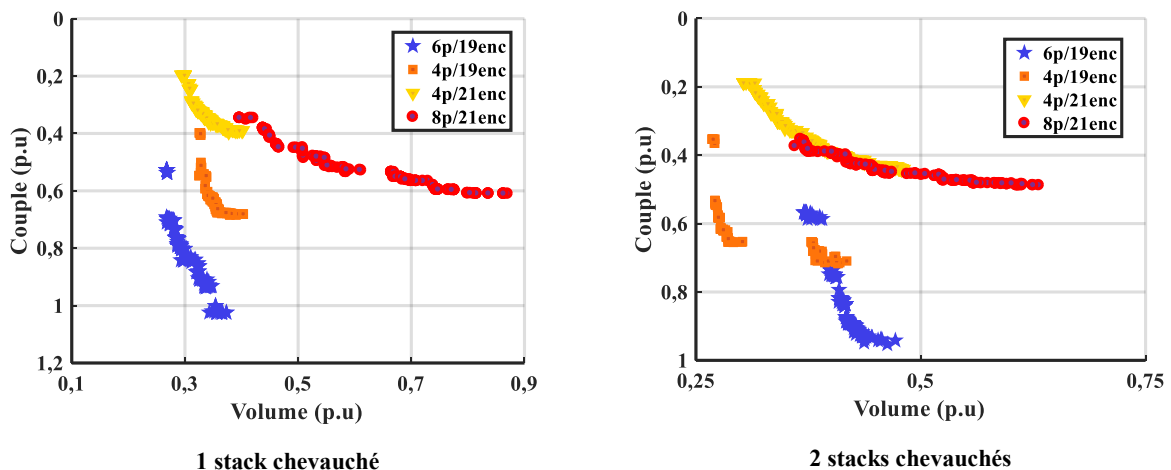 0
0,2
0,4
0,6
0,8
1
1,2
Couple (p.u)
0,1
0,3
0,5
0,7
0,9
Volume (p.u)
6p/19enc
4p/19enc
4p/21enc
8p/21enc
1 stack chevauché
0
0,2
0,4
0,6
0,8
1
Couple (p.u)
0,25
0,5
0,75
Volume (p.u)
6p/19enc
4p/19enc
4p/21enc
8p/21enc
2 stacks chevauchés